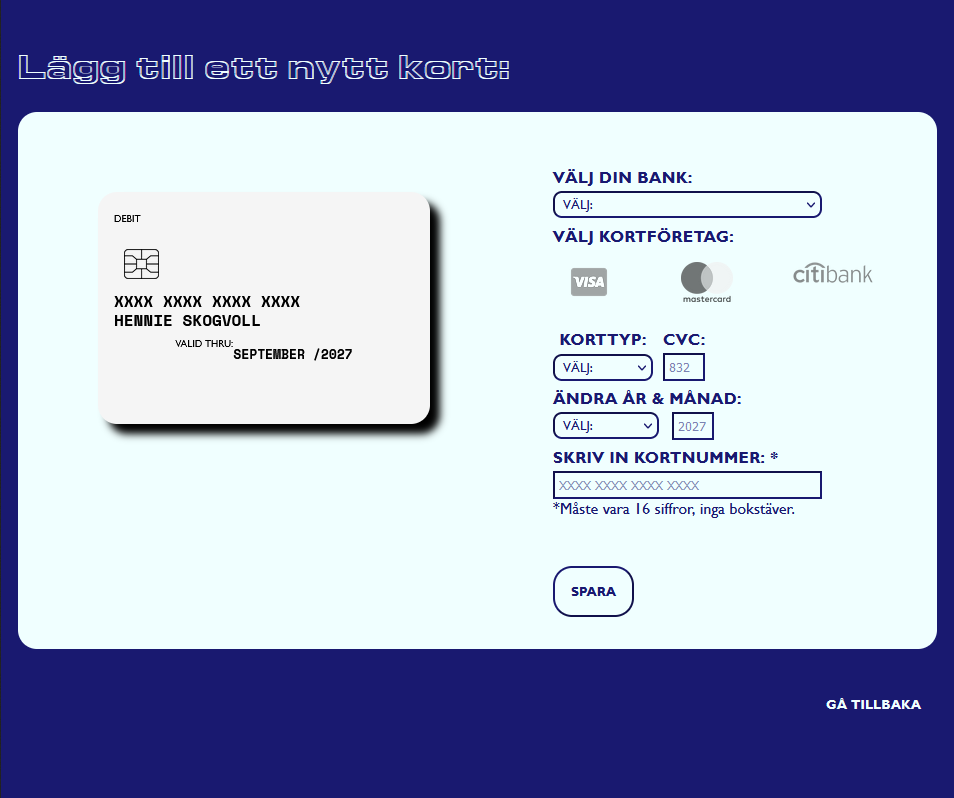 Lägg till ett nytt kort:
DEBIT
XXXX XXXX XXXX XXXX
HENNIE SKOGVOLL
VALID THRU:
SEPTEMBER /2027
VÄLJ DIN BANK:
VÄLJ:
VÄLJ KORTFÖRETAG:
VISA
mastercard
citibank
KORTTYP: CVC:
VÄLJ: 832
ÄNDRA ÅR & MÅNAD:
VÄLJ: 2027
SKRIV IN KORTNUMMER: *
XXXX XXXX XXXX XXXX
*Måste vara 16 siffror, inga bokstäver.
SPARA
GÅ TILLBAKA